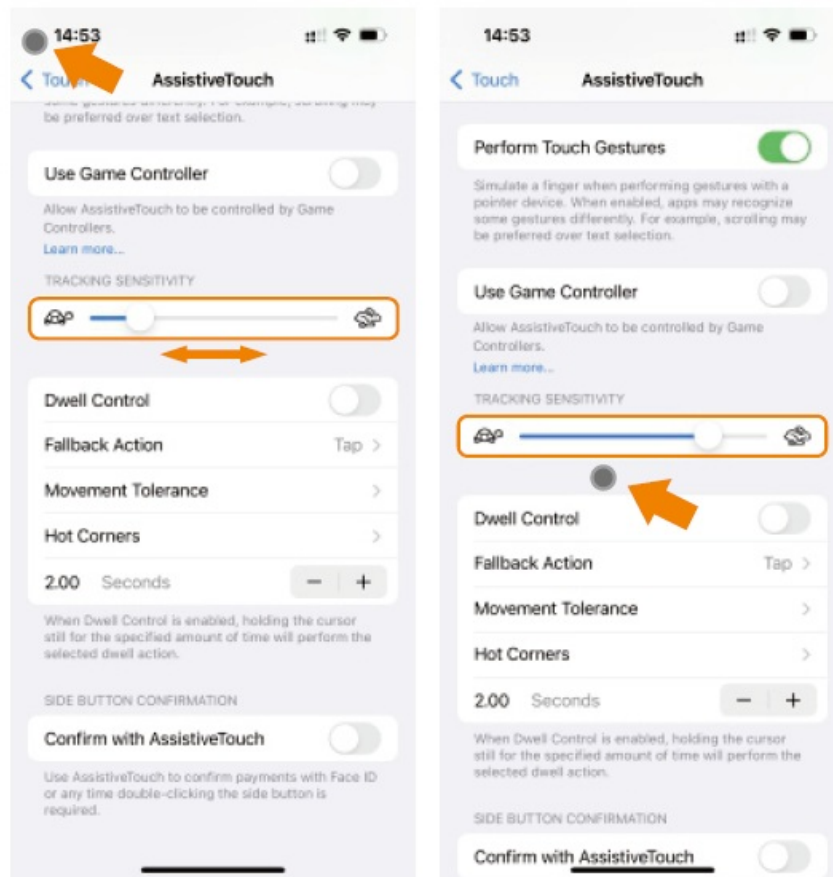 14:53
Touch
AssistiveTouch
be preferred over text selection.
Use Game Controller
Allow AssistiveTouch to be controlled by Game
Controllers.
Learn more...
TRACKING SENSITIVITY
Dwell Control
Fallback Action Tap >
Movement Tolerance >
Hot Corners >
2.00 Seconds − +
When Dwell Control is enabled, holding the cursor
still for the specified amount of time will perform the
selected dwell action.
SIDE BUTTON CONFIRMATION
Confirm with AssistiveTouch
Use AssistiveTouch to confirm payments with Face ID
or any time double-clicking the side button is
required.
14:53
Touch
AssistiveTouch
Perform Touch Gestures
Simulate a finger when performing gestures with a
pointer device. When enabled, apps may recognize
some gestures differently. For example, scrolling may
be preferred over text selection.
Use Game Controller
Allow AssistiveTouch to be controlled by Game
Controllers.
Learn more...
TRACKING SENSITIVITY
Dwell Control
Fallback Action Tap >
Movement Tolerance >
Hot Corners >
2.00 Seconds − +
When Dwell Control is enabled, holding the cursor
still for the specified amount of time will perform the
selected dwell action.
SIDE BUTTON CONFIRMATION
Confirm with AssistiveTouch